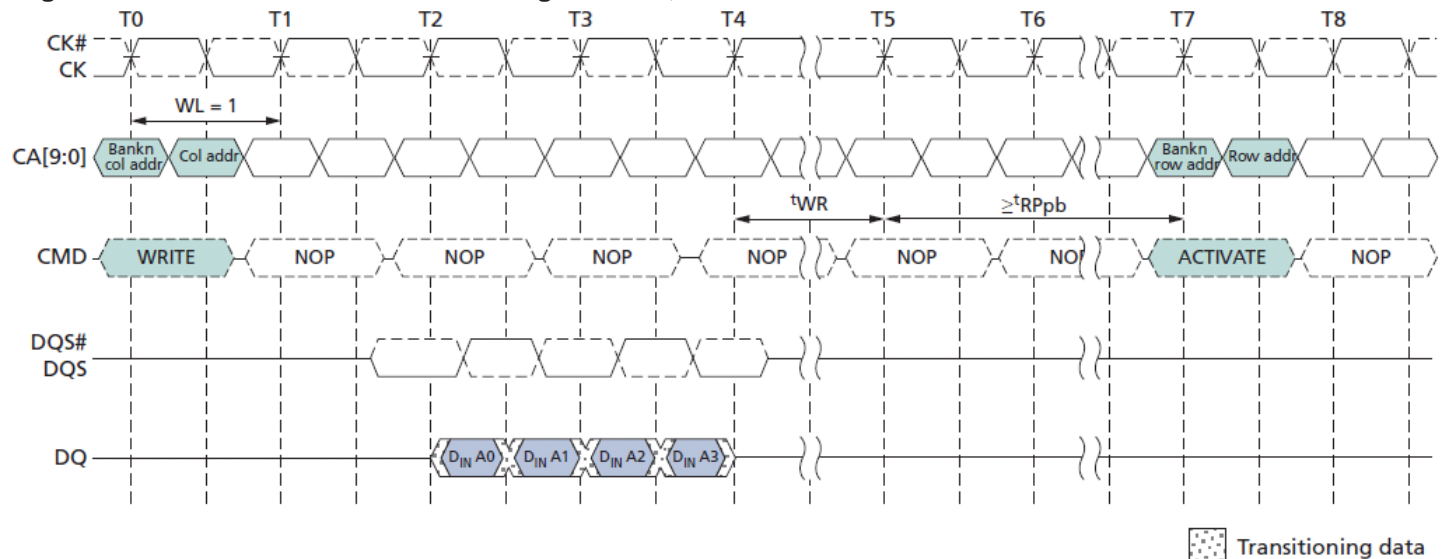 T0 T1 T2 T3 T4 T5 T6 T7 T8
CK#
CK
WL = 1
CA[9:0] Bankn col addr Col addr Bankn row addr Row addr
tWR ≥tRPpb
CMD WRITE NOP NOP NOP NOP NOP NOP ACTIVATE NOP
DQS#
DQS
DQ DIN A0 DIN A1 DIN A2 DIN A3
Transitioning data